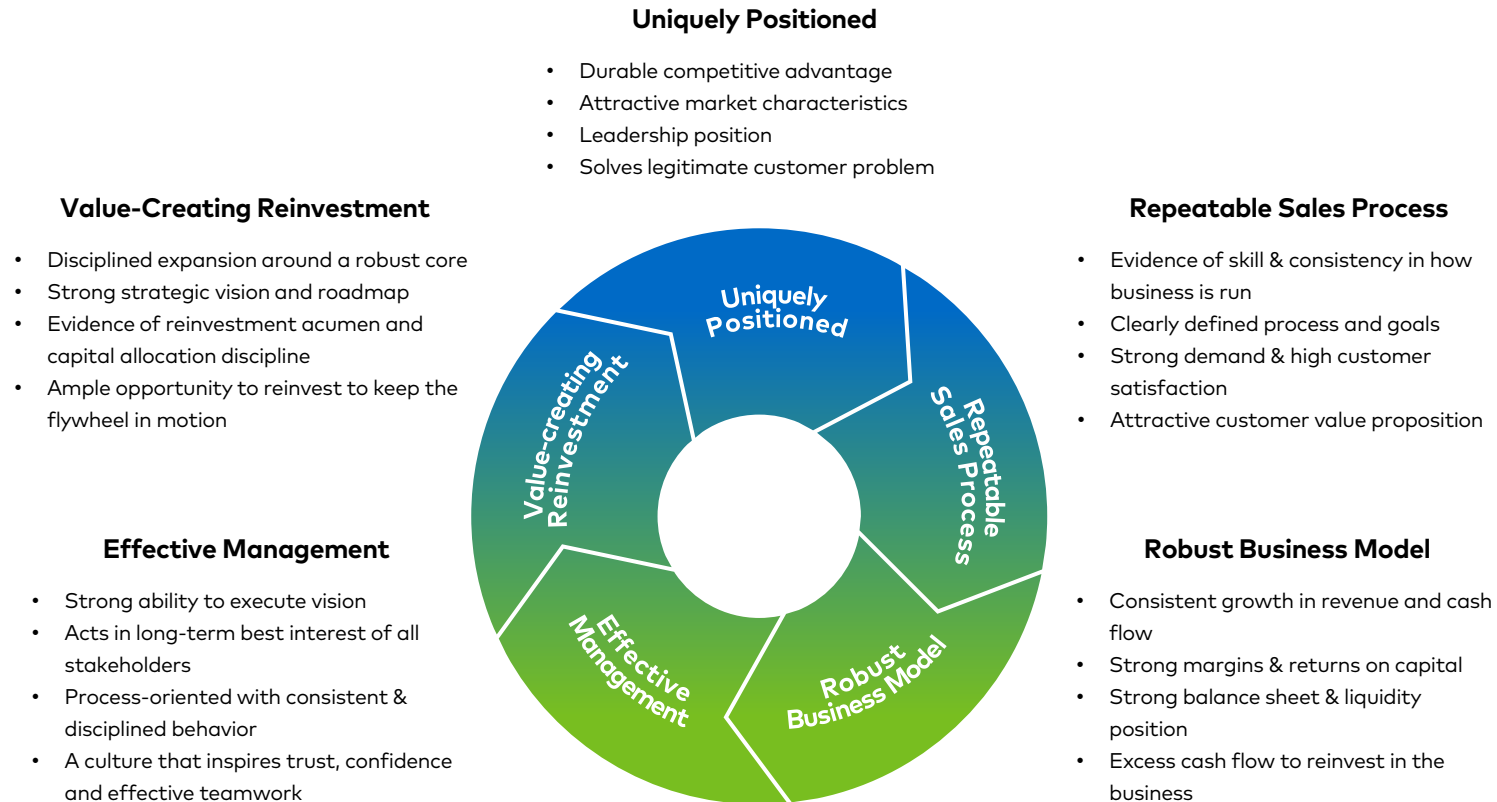 Uniquely Positioned
• Durable competitive advantage
• Attractive market characteristics
• Leadership position
• Solves legitimate customer problem
Value-Creating Reinvestment
• Disciplined expansion around a robust core
• Strong strategic vision and roadmap
• Evidence of reinvestment acumen and
capital allocation discipline
• Ample opportunity to reinvest to keep the
flywheel in motion
Repeatable Sales Process
• Evidence of skill & consistency in how
business is run
• Clearly defined process and goals
• Strong demand & high customer
satisfaction
• Attractive customer value proposition
Uniquely
Positioned
Repeatable
Sales Process
Robust
Business Model
Effective
Management
Value-creating
Reinvestment
Effective Management
• Strong ability to execute vision
• Acts in long-term best interest of all
stakeholders
• Process-oriented with consistent &
disciplined behavior
• A culture that inspires trust, confidence
and effective teamwork
Robust Business Model
• Consistent growth in revenue and cash
flow
• Strong margins & returns on capital
• Strong balance sheet & liquidity
position
• Excess cash flow to reinvest in the
business